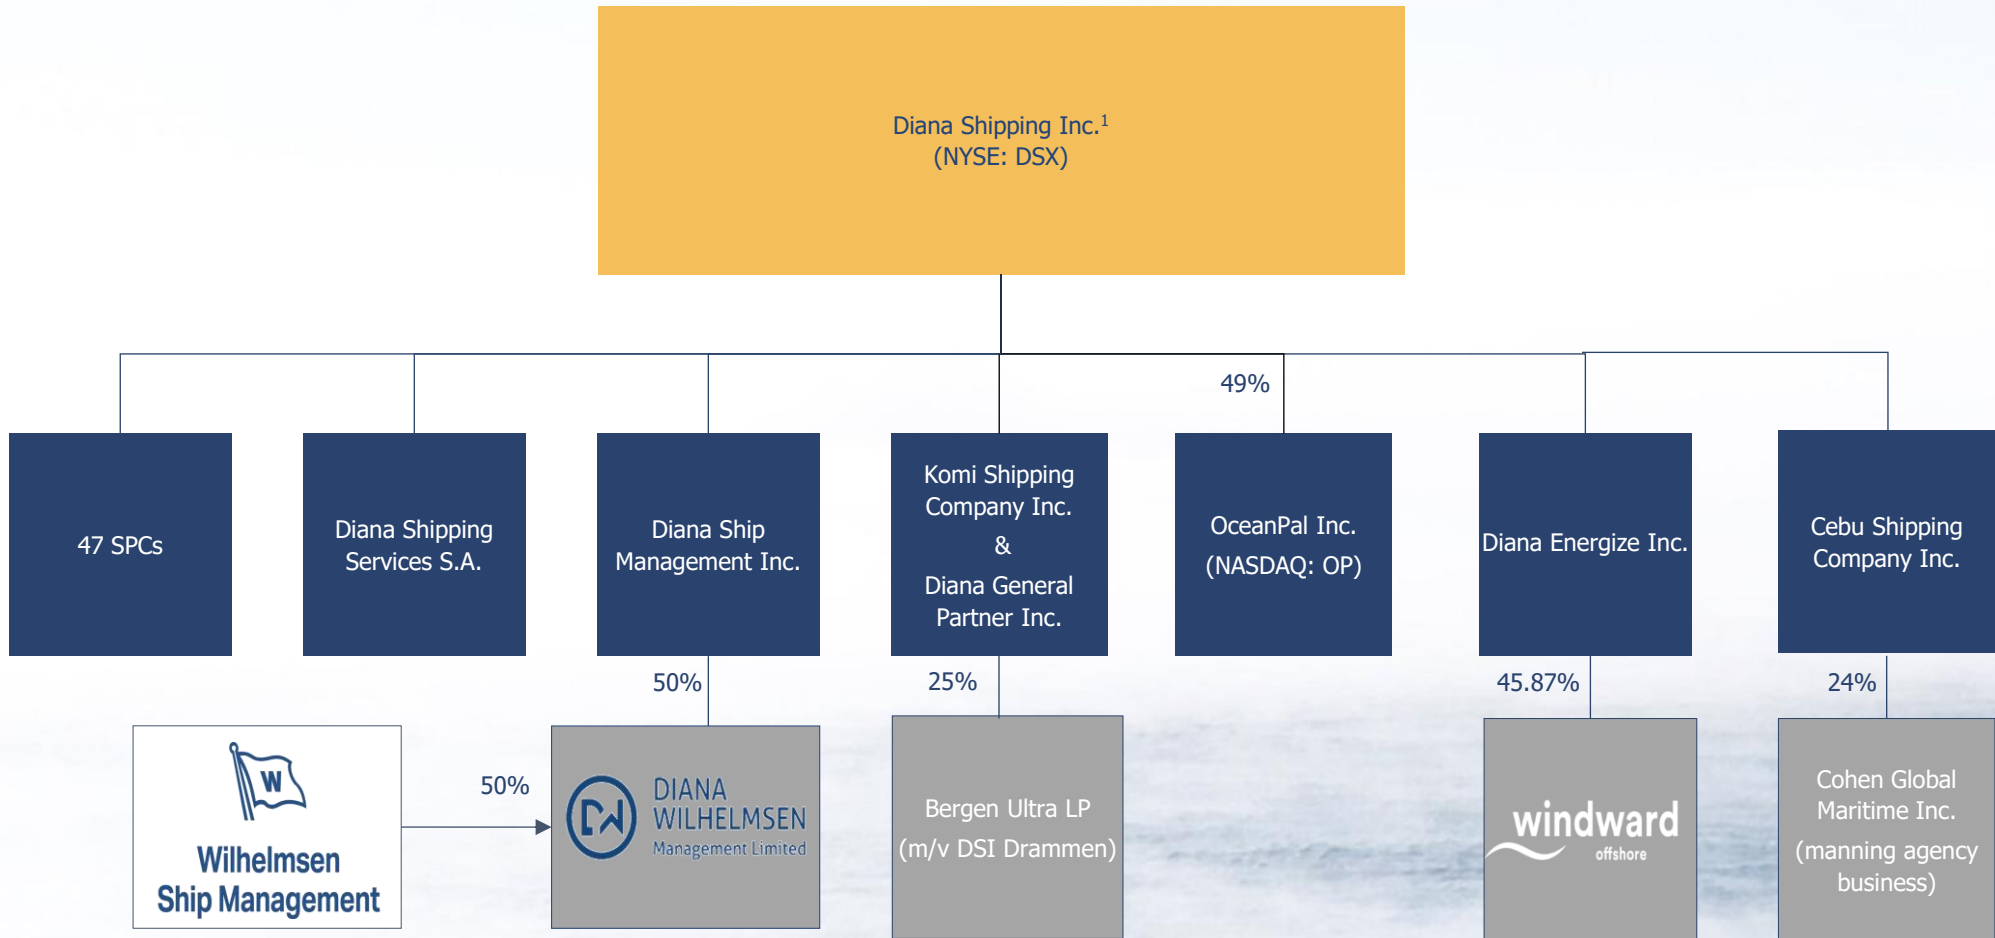 Diana Shipping Inc.¹
(NYSE: DSX)
49%
47 SPCs
Diana Shipping
Services S.A.
Diana Ship
Management Inc.
Komi Shipping
Company Inc.
&
Diana General
Partner Inc.
OceanPal Inc.
(NASDAQ: OP)
Diana Energize Inc.
Cebu Shipping
Company Inc.
50%
25%
45.87%
24%
W
Wilhelmsen
Ship Management
50%
DW
DIANA
WILHELMSEN
Management Limited
Bergen Ultra LP
(m/v DSI Drammen)
windward
offshore
Cohen Global
Maritime Inc.
(manning agency
business)